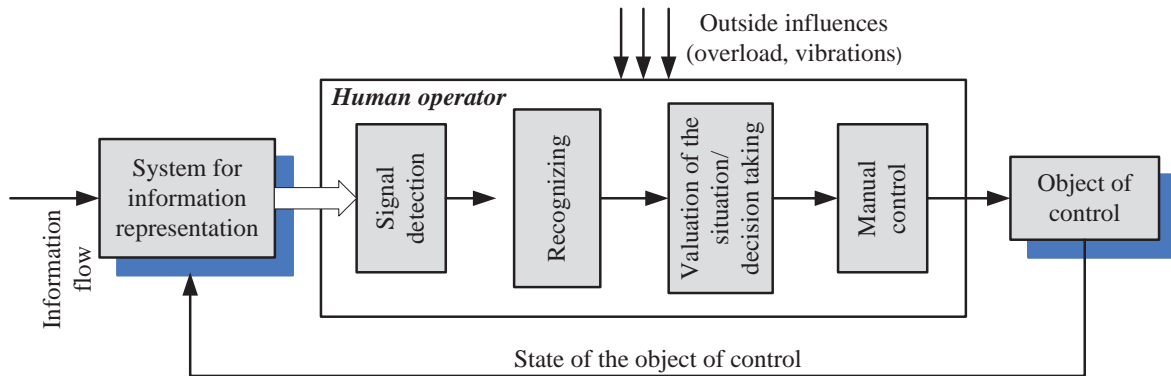 Outside influences
(overload, vibrations)
Human operator
Information
flow
System for
information
representation
Signal
detection
Recognizing
Valuation of the
situation/
decision taking
Manual
control
Object of
control
State of the object of control